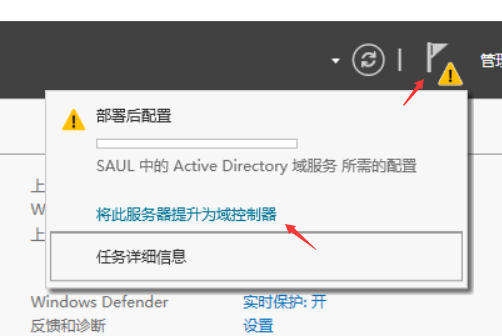 管理
部署后配置
SAUL 中的 Active Directory 域服务 所需的配置
上
将此服务器提升为域控制器
W
上
任务详细信息
Windows Defender
实时保护: 开
反馈和诊断
设置